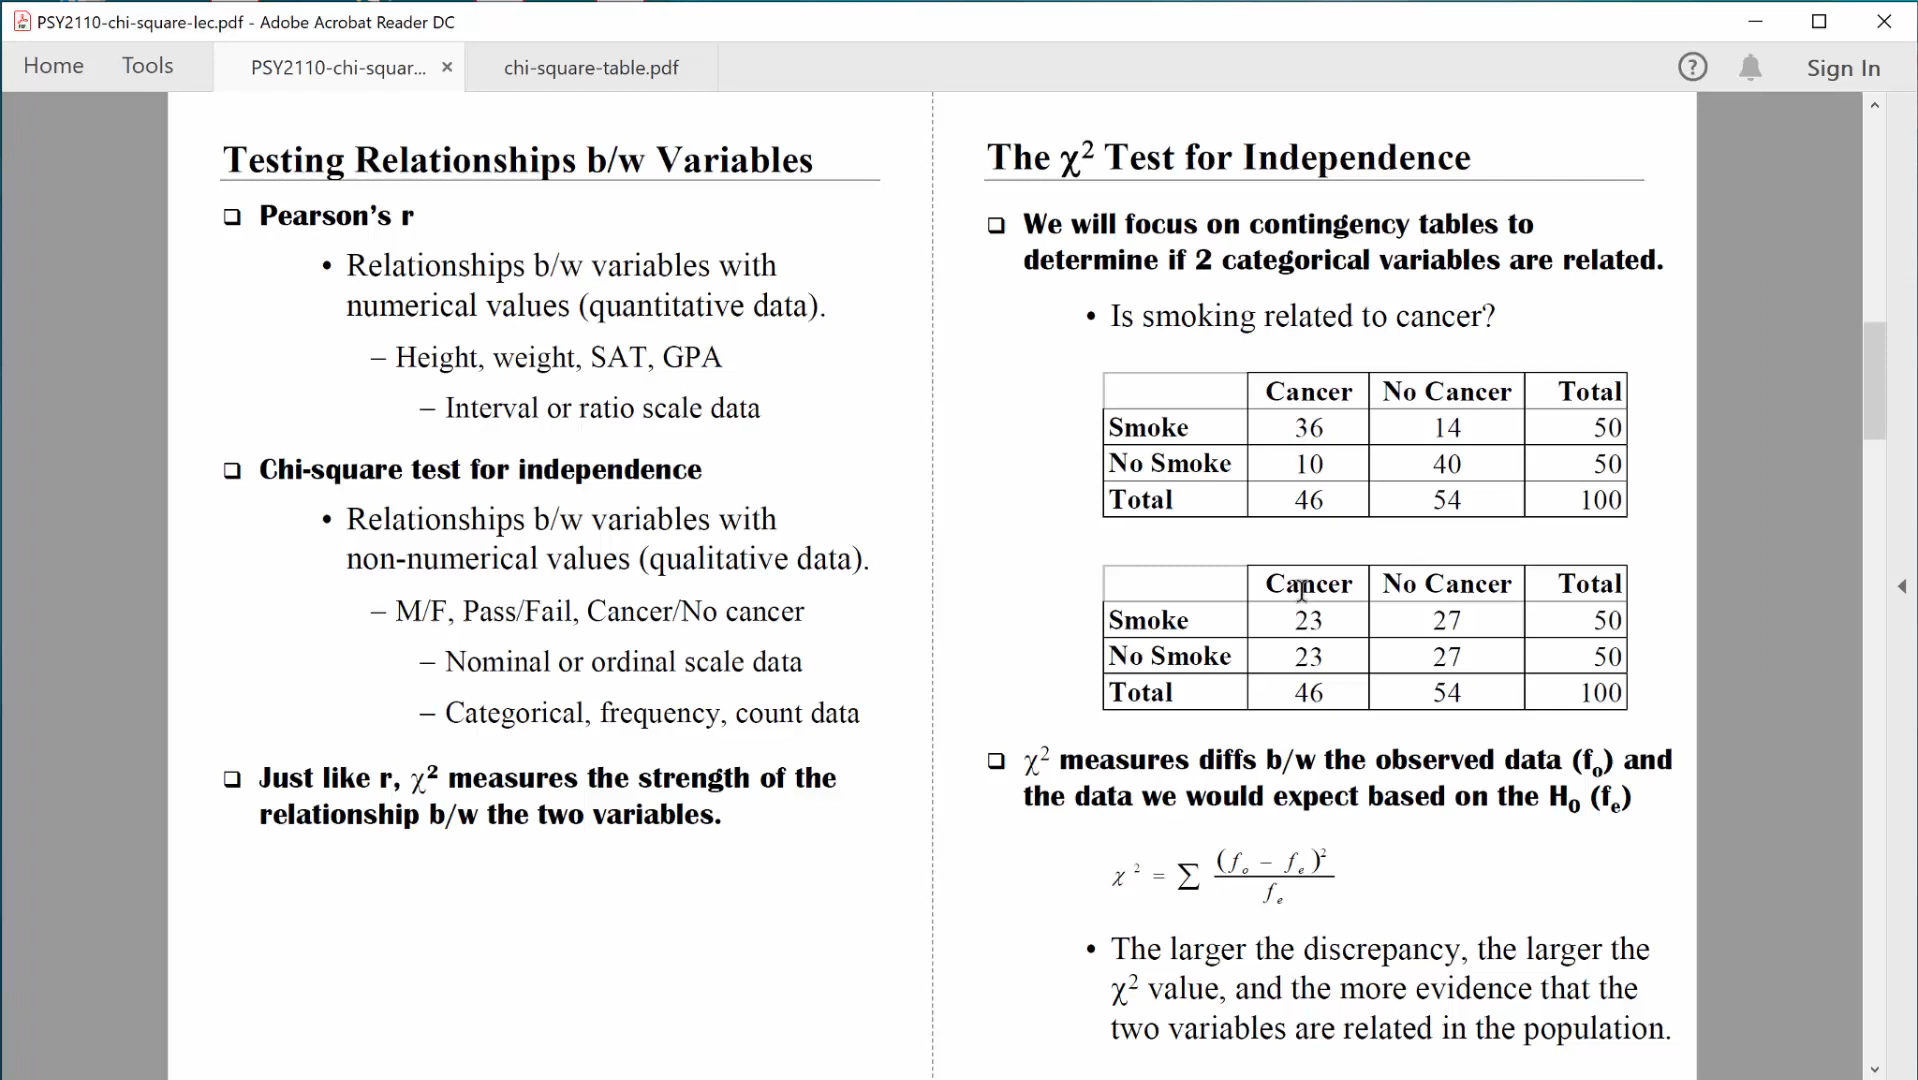 PSY2110-chi-square-lec.pdf - Adobe Acrobat Reader DC
Home Tools PSY2110-chi-squar... × chi-square-table.pdf Sign In
Testing Relationships b/w Variables
❑ Pearson’s r
• Relationships b/w variables with
numerical values (quantitative data).
– Height, weight, SAT, GPA
– Interval or ratio scale data
❑ Chi-square test for independence
• Relationships b/w variables with
non-numerical values (qualitative data).
– M/F, Pass/Fail, Cancer/No cancer
– Nominal or ordinal scale data
– Categorical, frequency, count data
❑ Just like r, χ² measures the strength of the
relationship b/w the two variables.
The χ² Test for Independence
❑ We will focus on contingency tables to
determine if 2 categorical variables are related.
• Is smoking related to cancer?
Cancer No Cancer Total
Smoke 36 14 50
No Smoke 10 40 50
Total 46 54 100
Cancer No Cancer Total
Smoke 23 27 50
No Smoke 23 27 50
Total 46 54 100
❑ χ² measures diffs b/w the observed data (fₒ) and
the data we would expect based on the H₀ (fₑ)
χ² = ∑ (fₒ – fₑ)² / fₑ
• The larger the discrepancy, the larger the
χ² value, and the more evidence that the
two variables are related in the population.